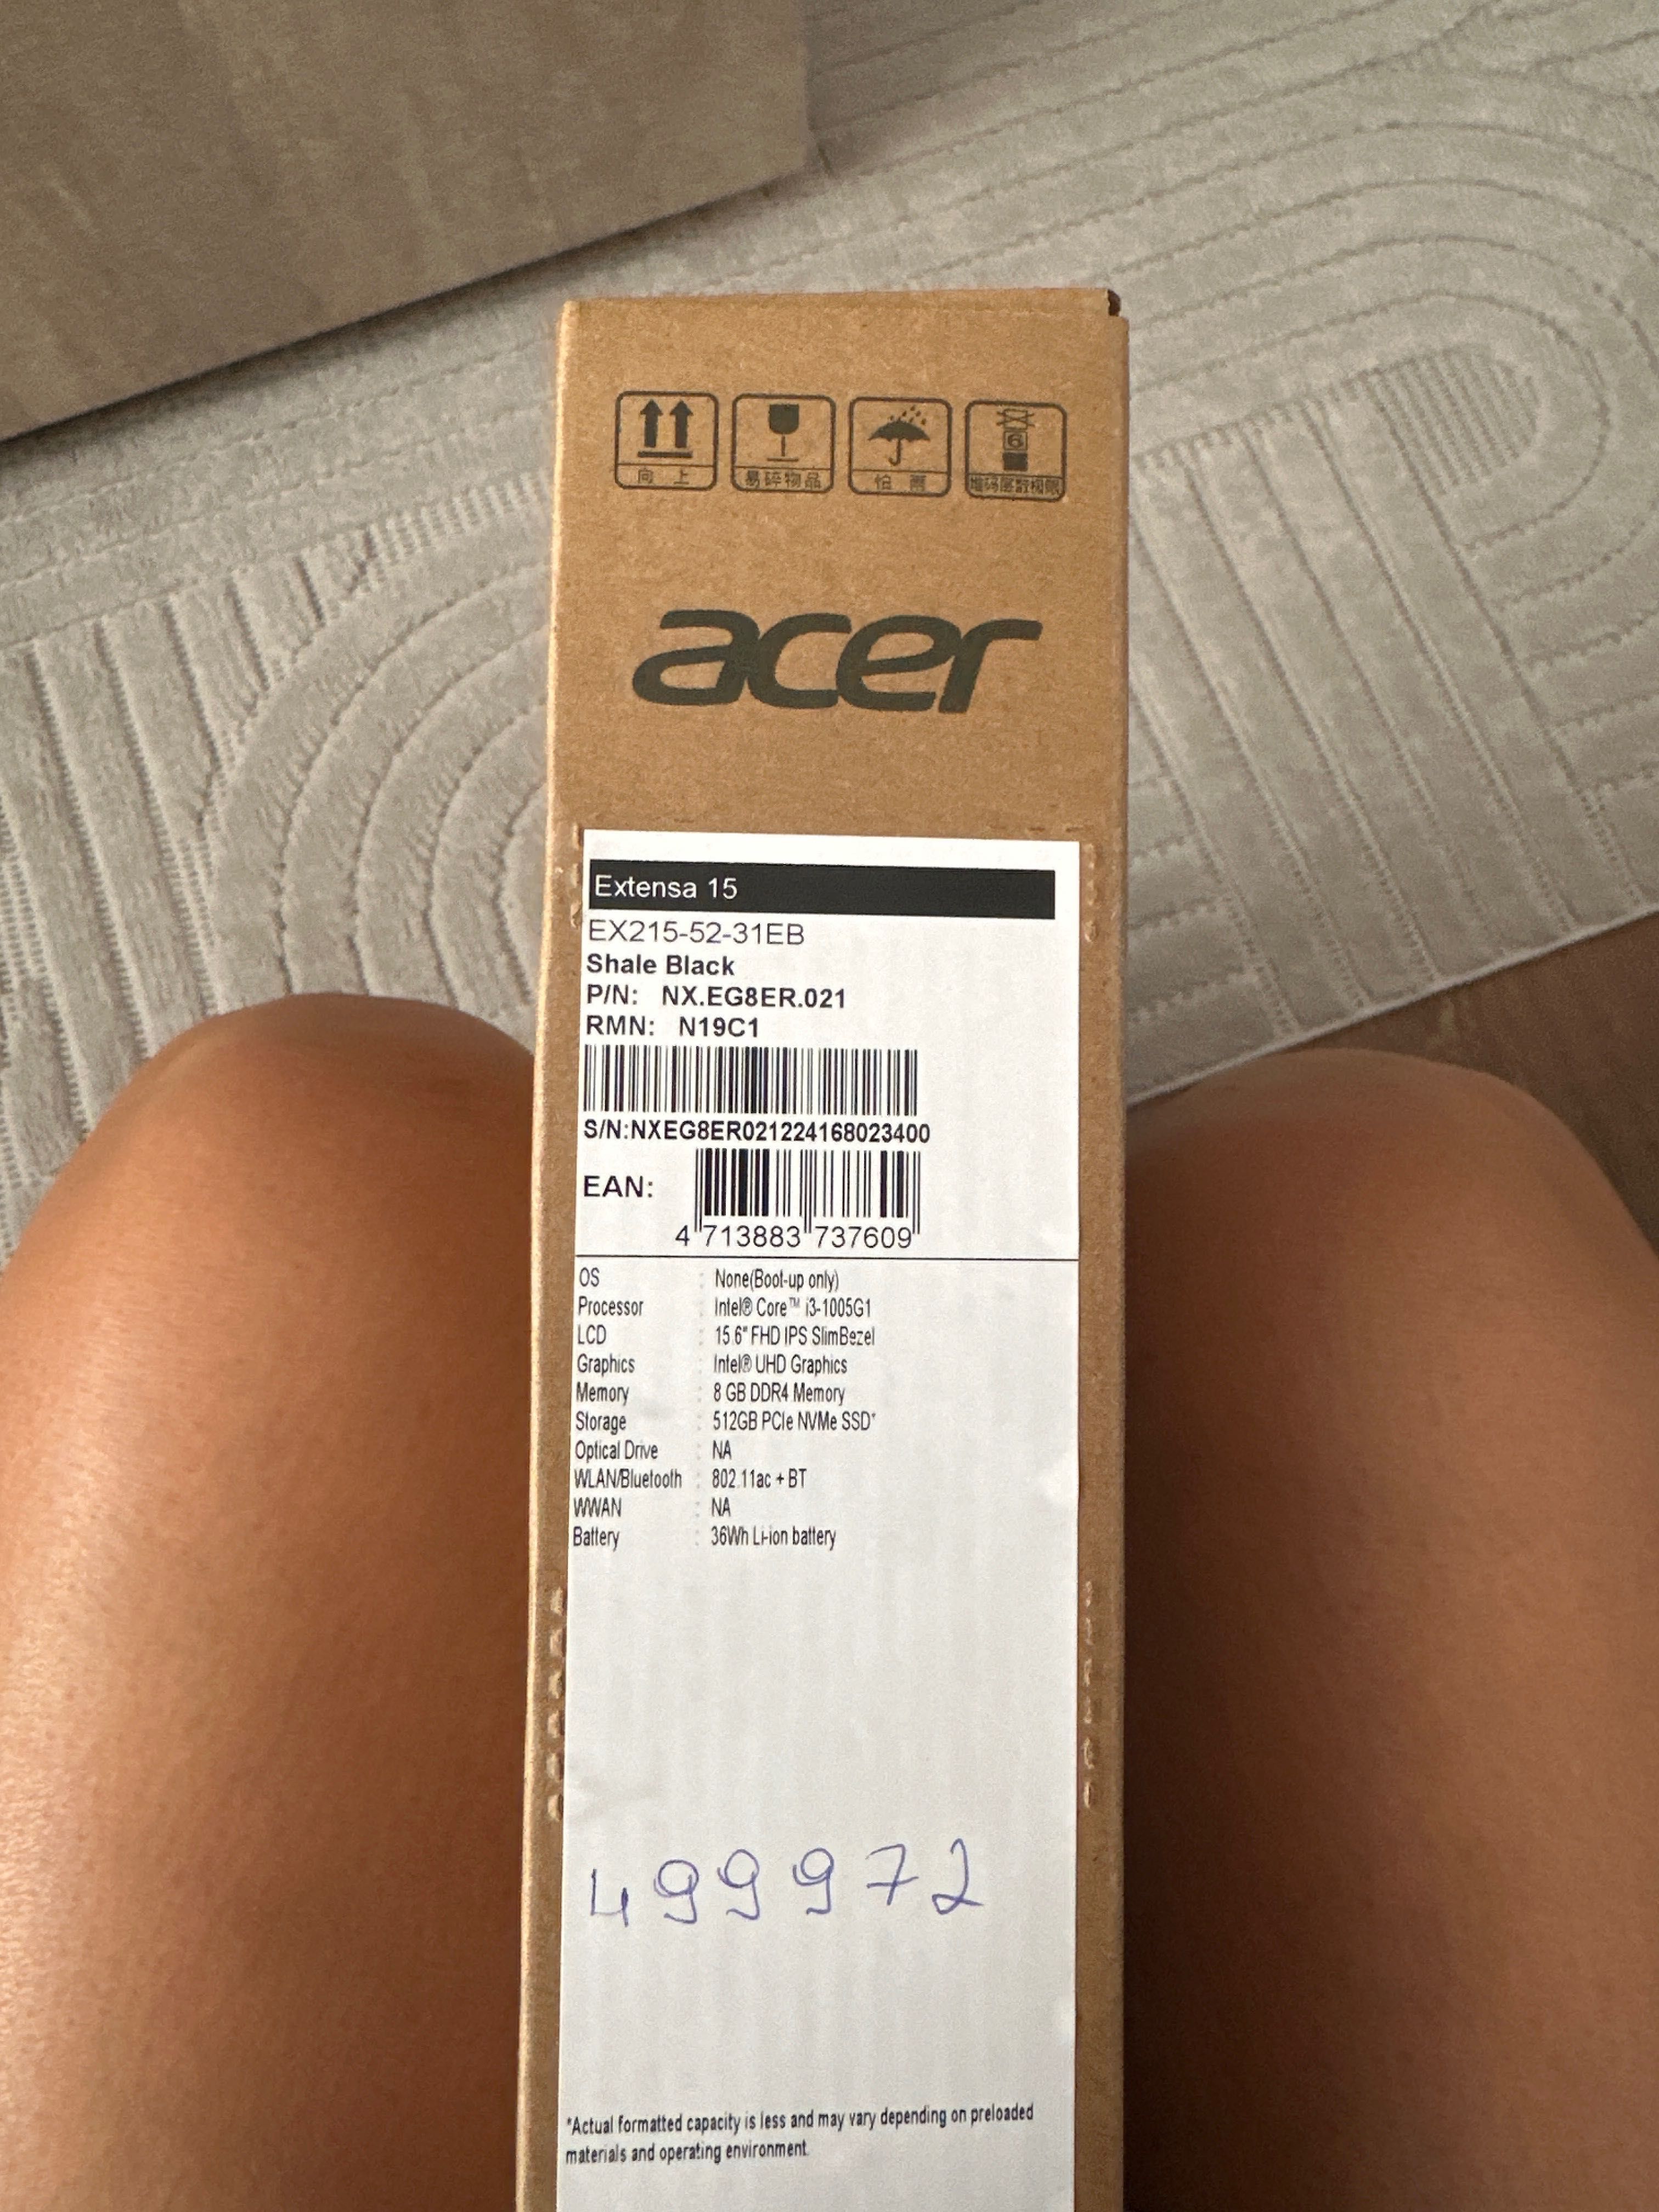 向 上
易碎物品
怕 雨
6
堆码层数极限
acer
Extensa 15
EX215-52-31EB
Shale Black
P/N: NX.EG8ER.021
RMN: N19C1
S/N:NXEG8ER021224168023400
EAN:
4 713883 737609
OS : None(Boot-up only)
Processor : Intel® Core™ i3-1005G1
LCD : 15.6" FHD IPS SlimBezel
Graphics : Intel® UHD Graphics
Memory : 8 GB DDR4 Memory
Storage : 512GB PCIe NVMe SSD*
Optical Drive : NA
WLAN/Bluetooth : 802.11ac + BT
WWAN : NA
Battery : 36Wh Li-ion battery
499972
*Actual formatted capacity is less and may vary depending on preloaded
materials and operating environment.